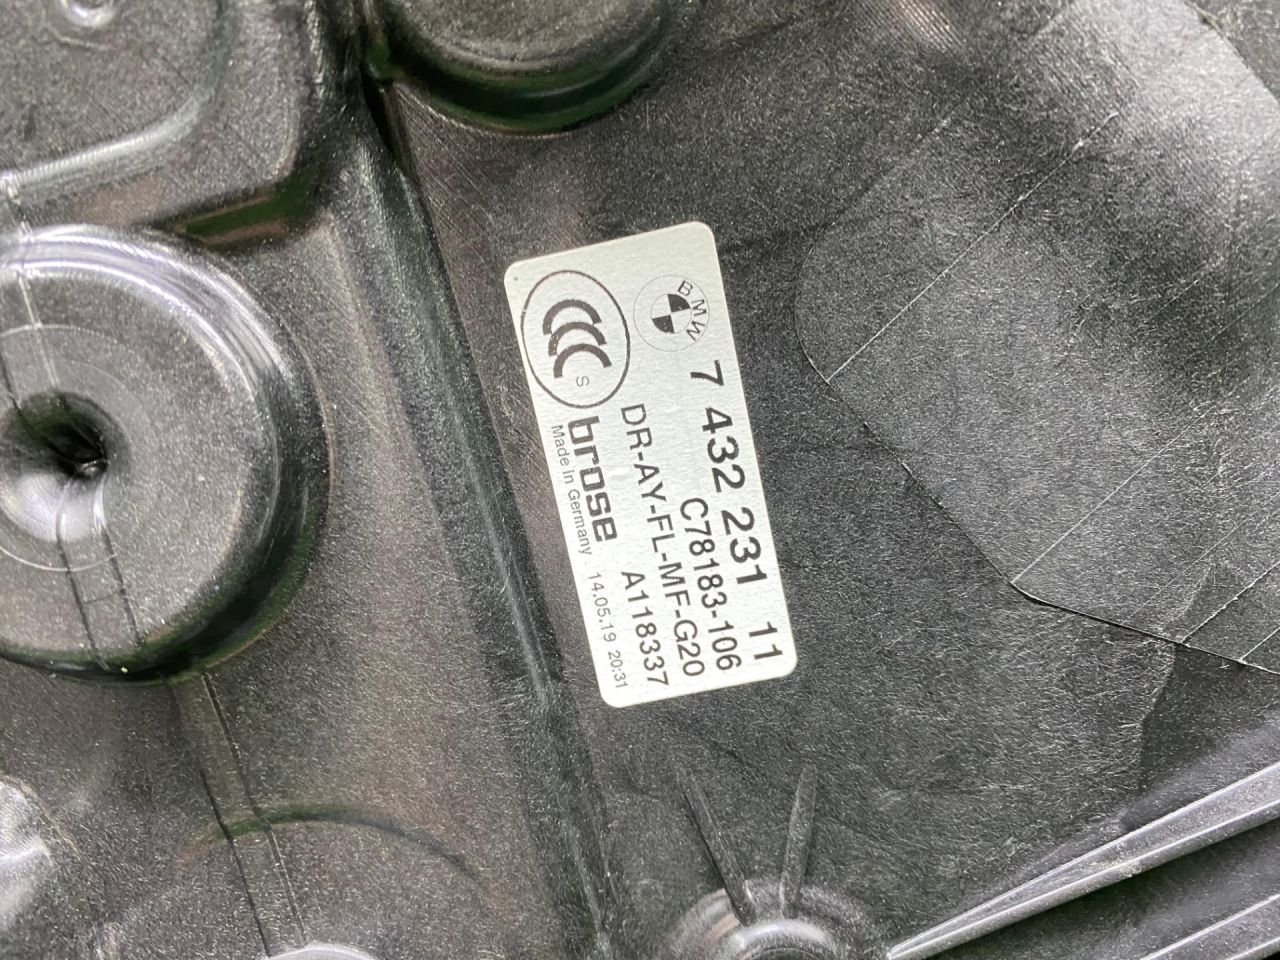 BMW
7 432 231 11
C78183-106
DR-AY-FL-MF-G20
A118337
S
brose
Made in Germany 14.05.19 20:31